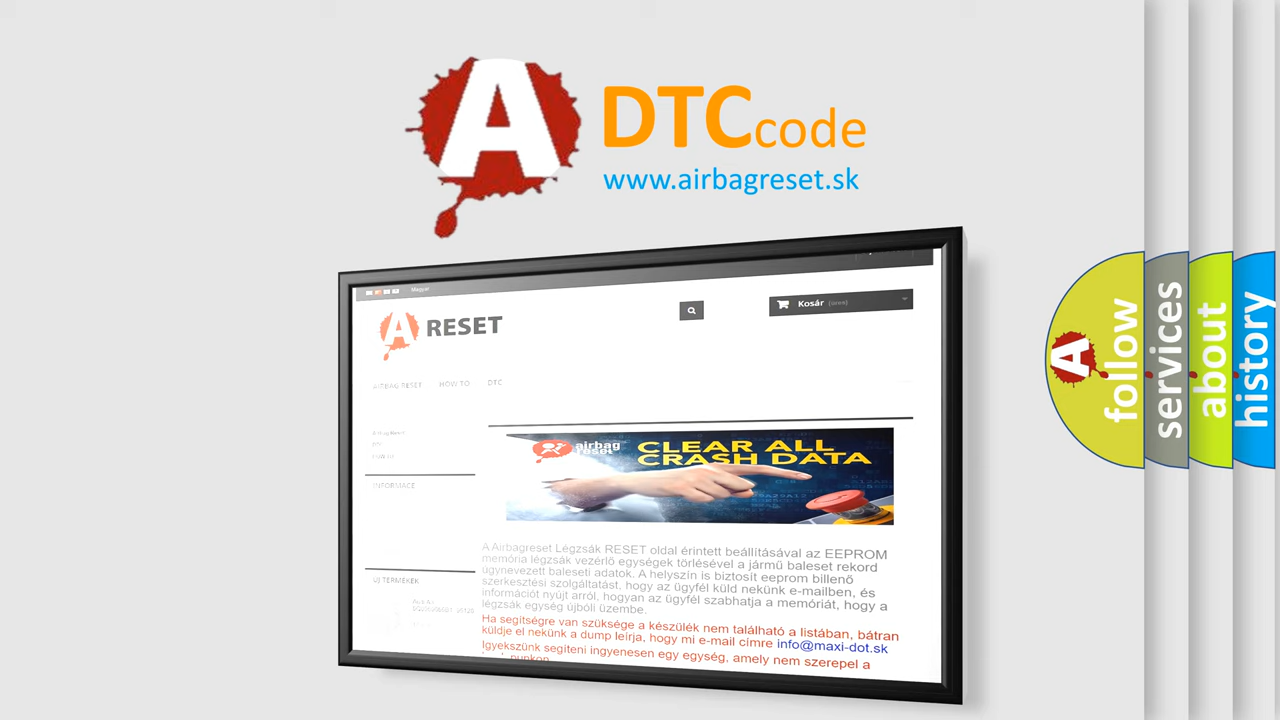 A DTC code
www.airbagreset.sk
Magyar
Kosár (üres)
A RESET
AIRBAG RESET HOW TO DTC
INFORMACE
airbag
reset
CLEAR ALL
CRASH DATA
A Airbagreset Légzsák RESET oldal érintett beállításával az EEPROM
memória légzsák vezérlő egységek törlésével a jármű baleset rekord
úgynevezett baleseti adatok. A helyszín is biztosít eeprom billenő
szerkesztési szolgáltatást, hogy az ügyfél küld nekünk e-mailben, és
információt nyújt arról, hogyan az ügyfél szabhatja a memóriát, hogy a
légzsák egység újbóli üzembe.
Ha segítségre van szüksége a készülék nem található a listában, bátran
küldje el nekünk a dump leírja, hogy mi e-mail címre info@maxi-dot.sk
Igyekszünk segíteni ingyenesen egy egység, amely nem szerepel a
ÚJ TERMÉKEK
A follow
services
about
history